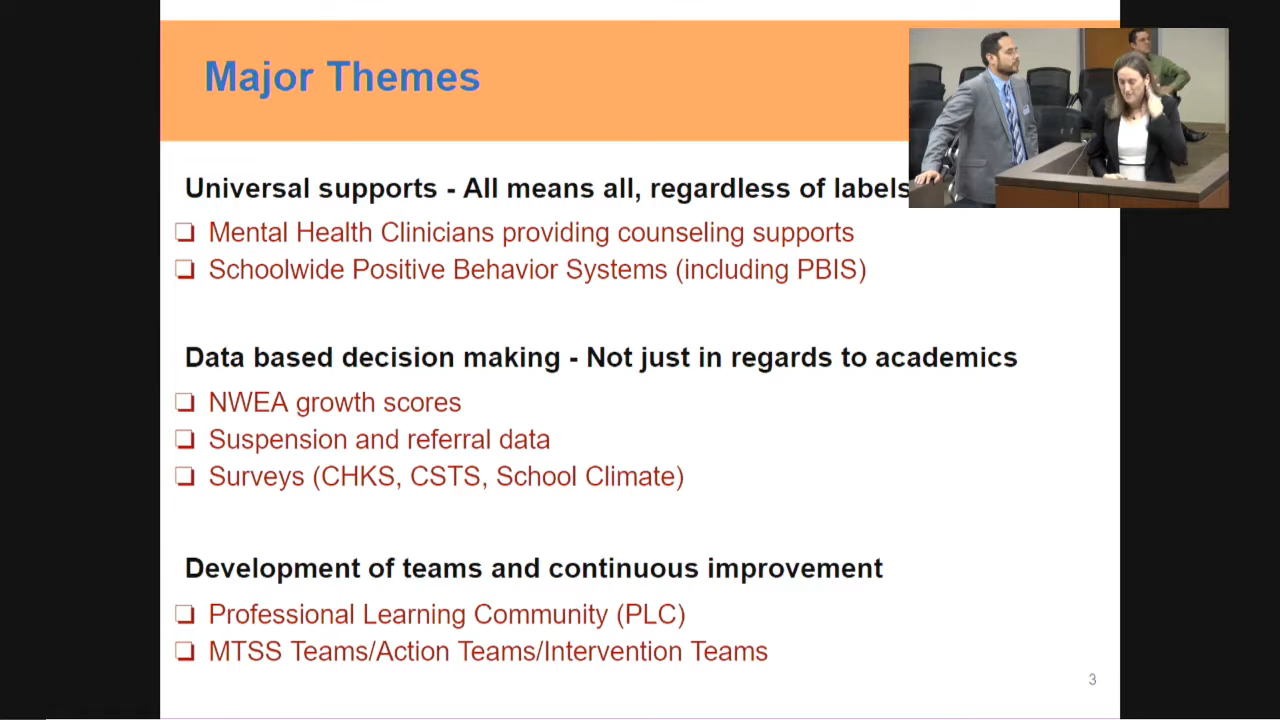 Major Themes
Universal supports - All means all, regardless of labels
❑ Mental Health Clinicians providing counseling supports
❑ Schoolwide Positive Behavior Systems (including PBIS)
Data based decision making - Not just in regards to academics
❑ NWEA growth scores
❑ Suspension and referral data
❑ Surveys (CHKS, CSTS, School Climate)
Development of teams and continuous improvement
❑ Professional Learning Community (PLC)
❑ MTSS Teams/Action Teams/Intervention Teams
3